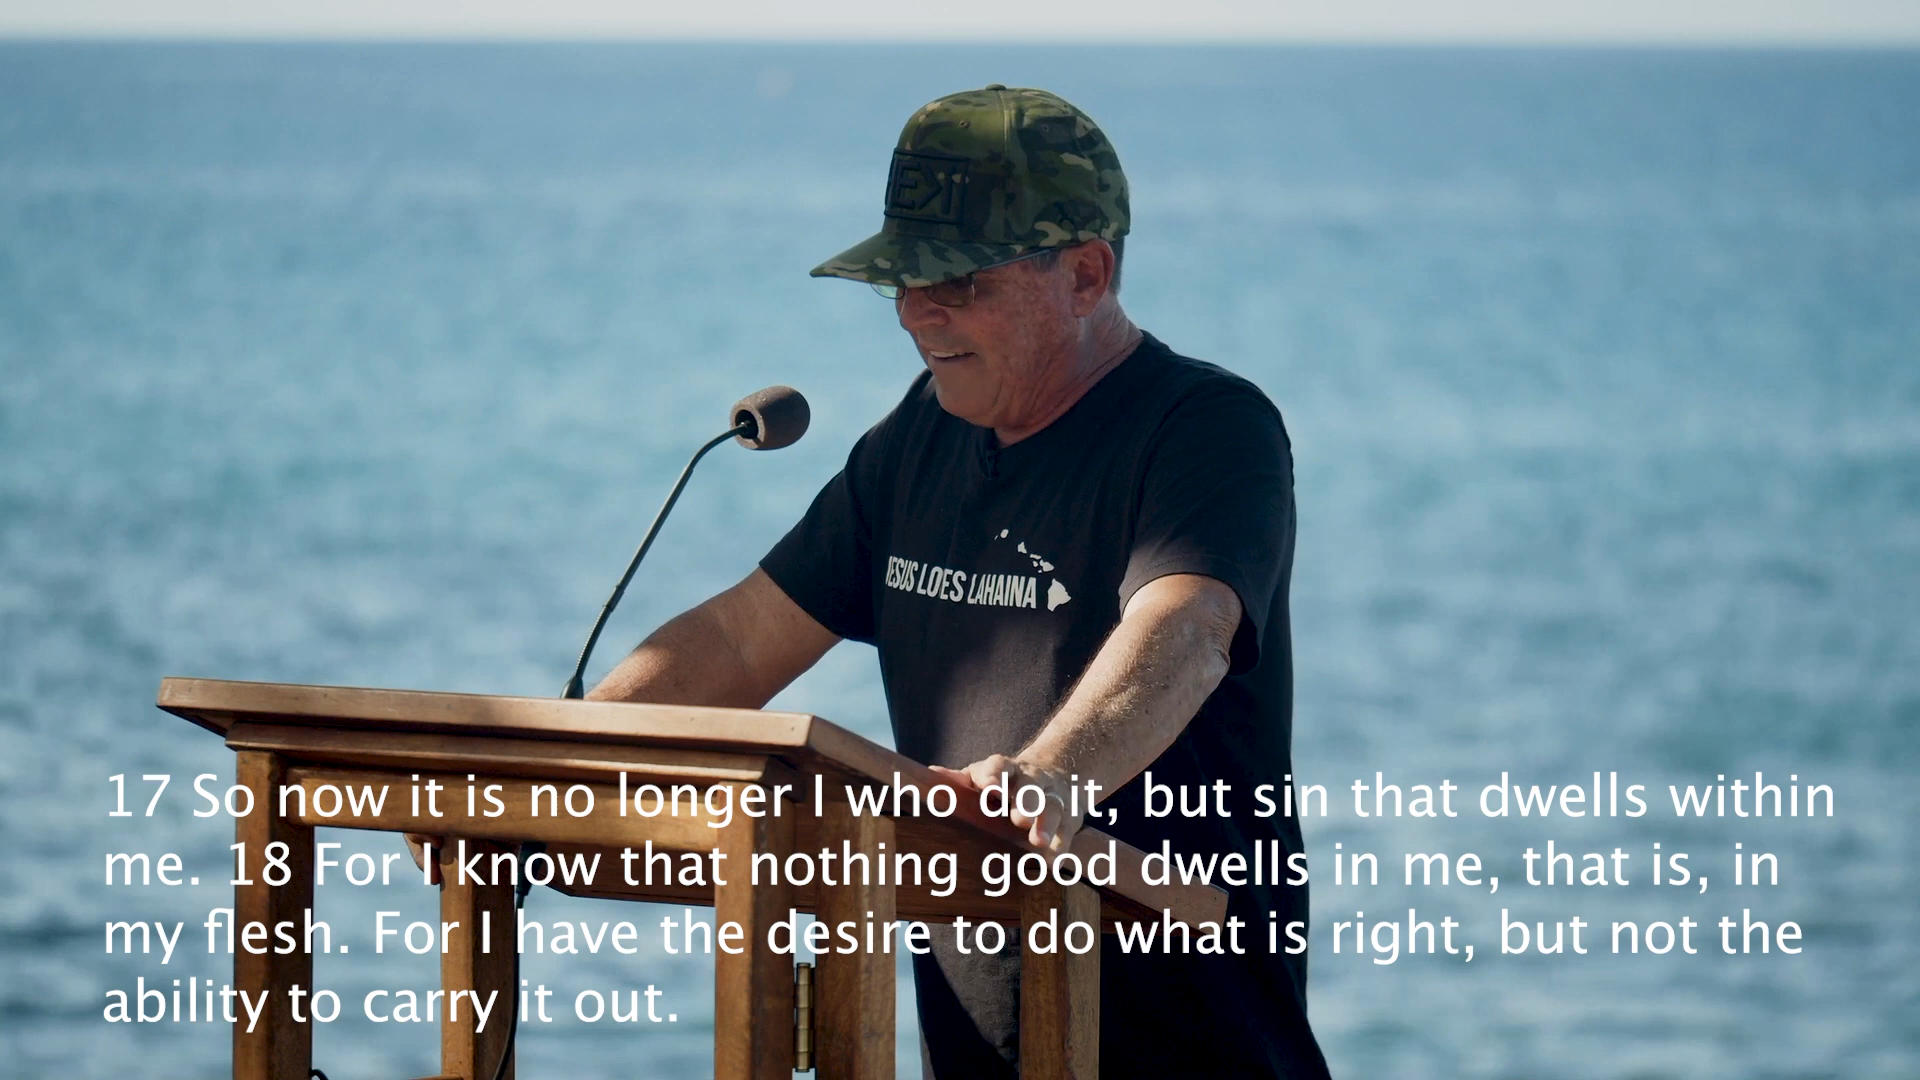 JESUS LOVES LAHAINA
17 So now it is no longer I who do it, but sin that dwells within
me. 18 For I know that nothing good dwells in me, that is, in
my flesh. For I have the desire to do what is right, but not the
ability to carry it out.